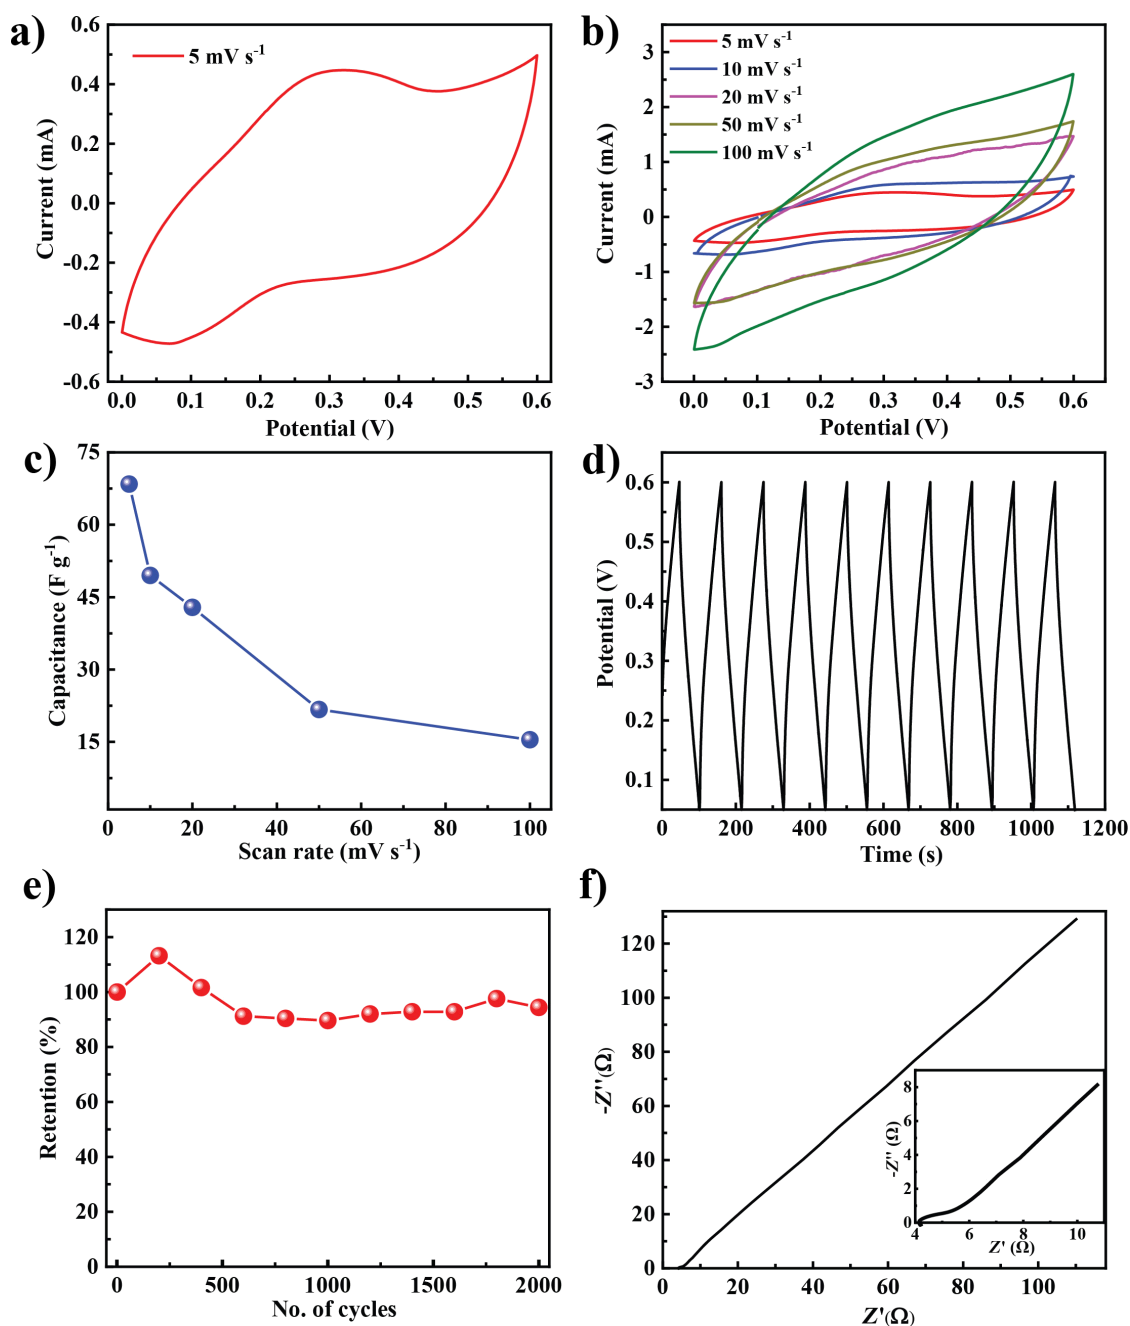 a)
5 mV s-1
0.6
0.4
0.2
0.0
-0.2
-0.4
-0.6
Current (mA)
0.0 0.1 0.2 0.3 0.4 0.5 0.6
Potential (V)
b)
5 mV s-1
10 mV s-1
20 mV s-1
50 mV s-1
100 mV s-1
3
2
1
0
-1
-2
-3
Current (mA)
0.0 0.1 0.2 0.3 0.4 0.5 0.6
Potential (V)
c)
75
60
45
30
15
Capacitance (F g-1)
0 20 40 60 80 100
Scan rate (mV s-1)
d)
0.6
0.5
0.4
0.3
0.2
0.1
Potential (V)
0 200 400 600 800 1000 1200
Time (s)
e)
120
100
80
60
40
20
0
Retention (%)
0 500 1000 1500 2000
No. of cycles
f)
120
100
80
60
40
20
0
-Z''(Ω)
0 20 40 60 80 100
Z'(Ω)
8
6
4
2
0
-Z'' (Ω)
4 6 8 10
Z' (Ω)